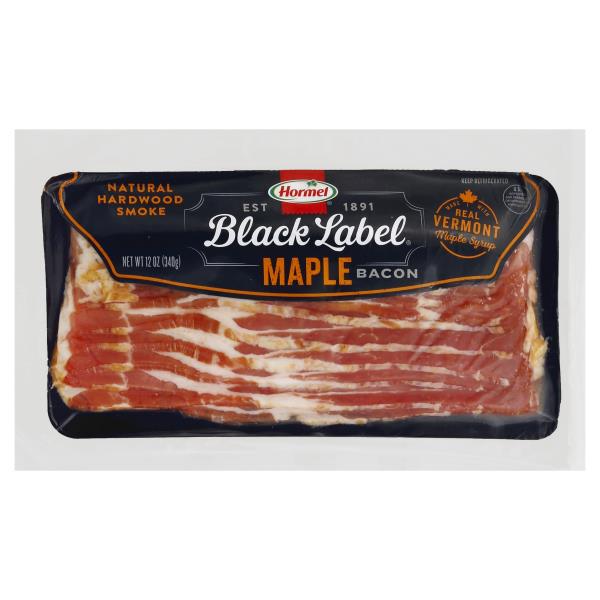 NATURAL
HARDWOOD
SMOKE
NET WT 12 OZ (340g)
Hormel
EST 1891
Black Label®
MAPLE BACON
KEEP REFRIGERATED
MADE WITH
REAL
VERMONT
Maple Syrup